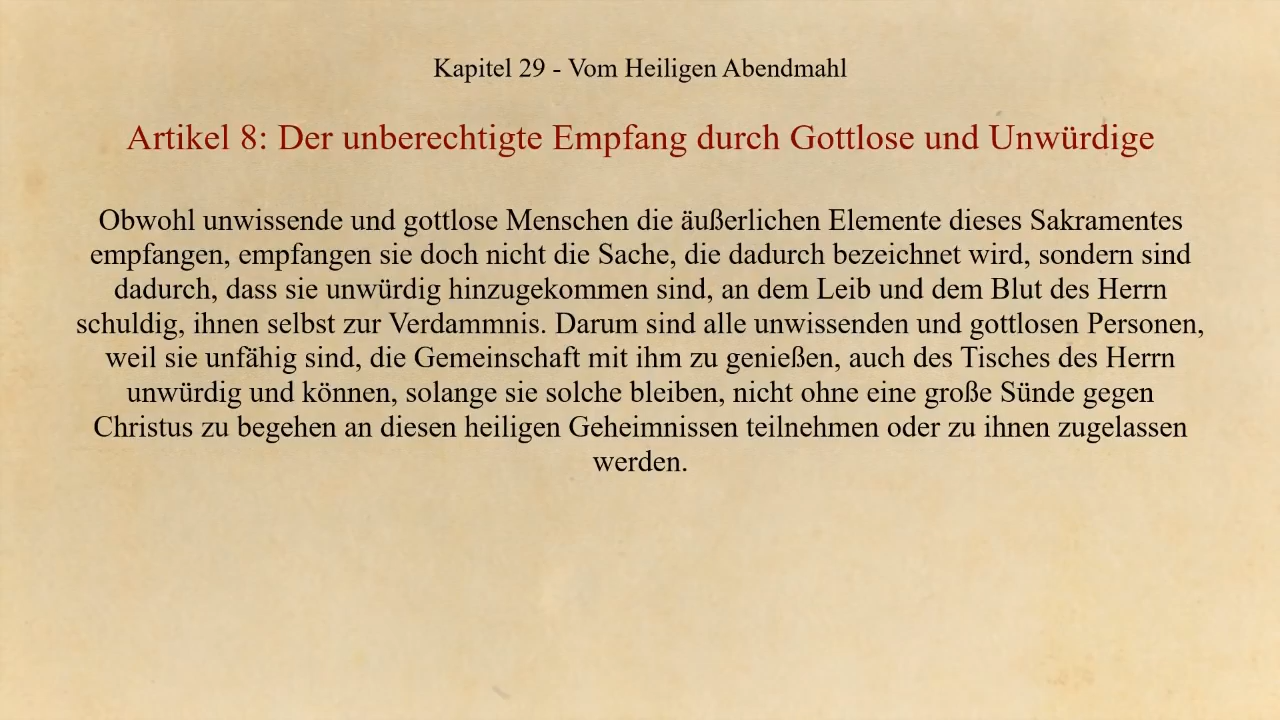 Kapitel 29 - Vom Heiligen Abendmahl
Artikel 8: Der unberechtigte Empfang durch Gottlose und Unwürdige
Obwohl unwissende und gottlose Menschen die äußerlichen Elemente dieses Sakramentes
empfangen, empfangen sie doch nicht die Sache, die dadurch bezeichnet wird, sondern sind
dadurch, dass sie unwürdig hinzugekommen sind, an dem Leib und dem Blut des Herrn
schuldig, ihnen selbst zur Verdammnis. Darum sind alle unwissenden und gottlosen Personen,
weil sie unfähig sind, die Gemeinschaft mit ihm zu genießen, auch des Tisches des Herrn
unwürdig und können, solange sie solche bleiben, nicht ohne eine große Sünde gegen
Christus zu begehen an diesen heiligen Geheimnissen teilnehmen oder zu ihnen zugelassen
werden.